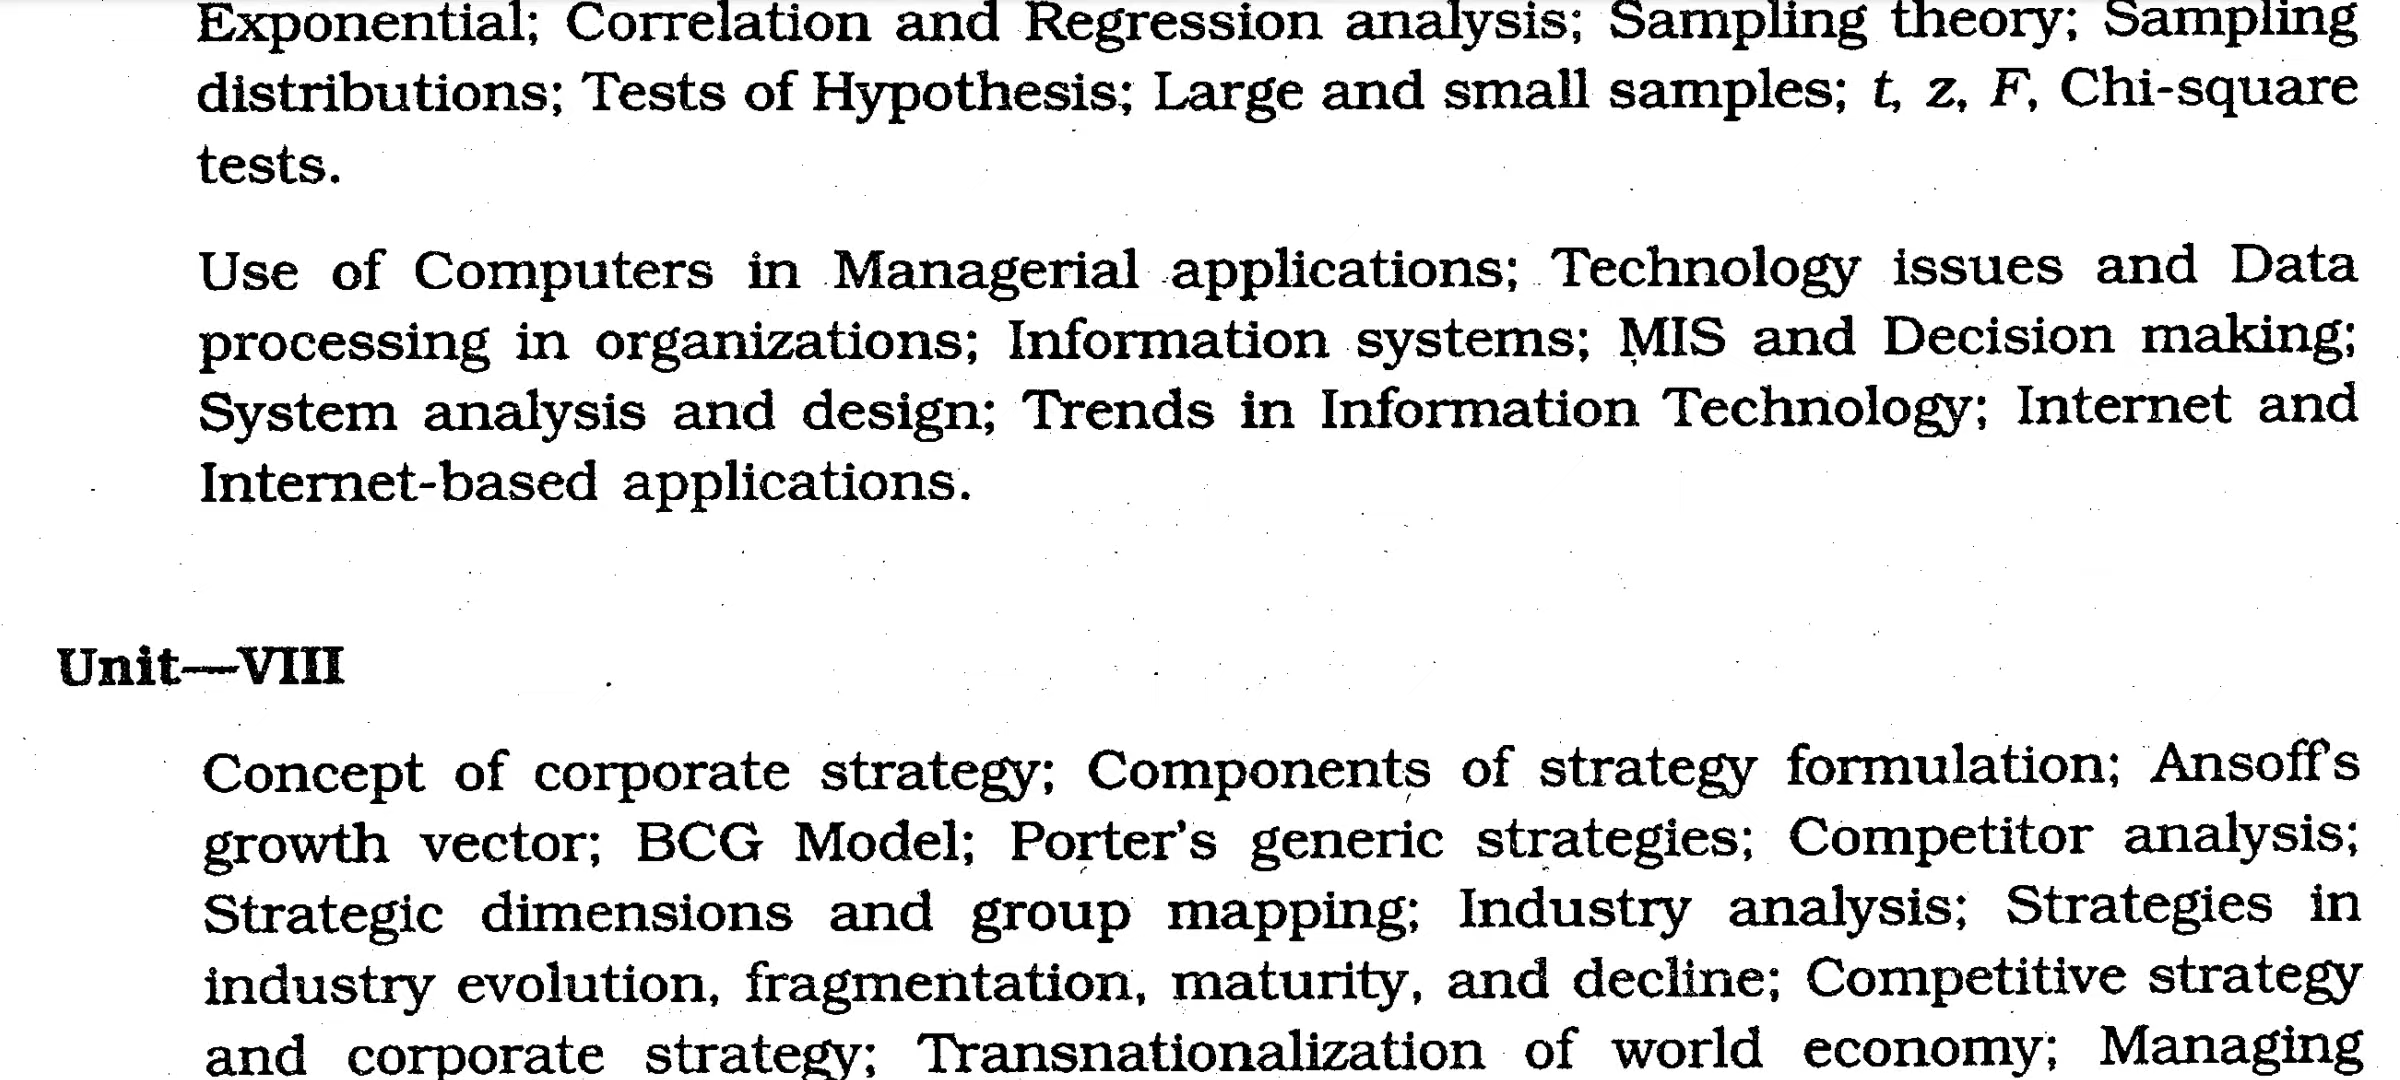 Exponential; Correlation and Regression analysis; Sampling theory; Sampling
distributions; Tests of Hypothesis; Large and small samples; t, z, F, Chi-square
tests.
Use of Computers in Managerial applications; Technology issues and Data
processing in organizations; Information systems; MIS and Decision making;
System analysis and design; Trends in Information Technology; Internet and
Internet-based applications.
Unit—VIII
Concept of corporate strategy; Components of strategy formulation; Ansoff's
growth vector; BCG Model; Porter's generic strategies; Competitor analysis;
Strategic dimensions and group mapping; Industry analysis; Strategies in
industry evolution, fragmentation, maturity, and decline; Competitive strategy
and corporate strategy; Transnationalization of world economy; Managing